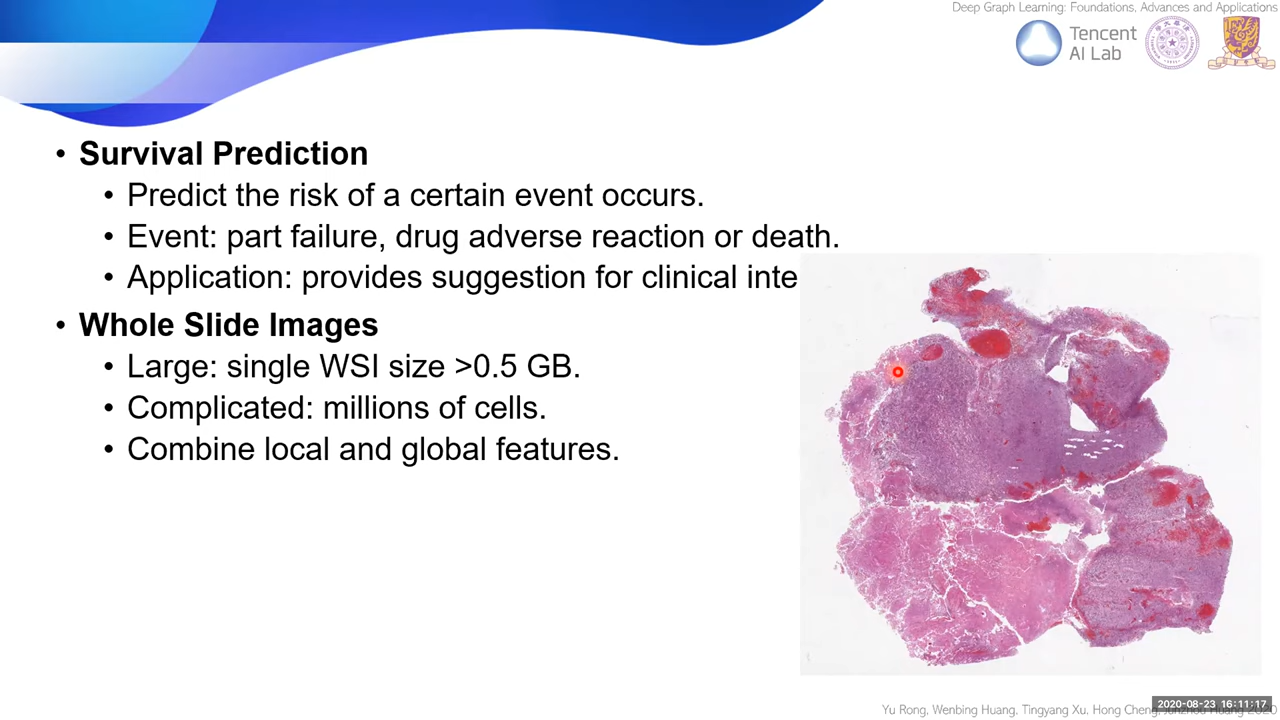 Deep Graph Learning: Foundations, Advances and Applications
Tencent
AI Lab
• Survival Prediction
• Predict the risk of a certain event occurs.
• Event: part failure, drug adverse reaction or death.
• Application: provides suggestion for clinical inte
• Whole Slide Images
• Large: single WSI size >0.5 GB.
• Complicated: millions of cells.
• Combine local and global features.
2020-08-23 16:11:17
Yu Rong, Wenbing Huang, Tingyang Xu, Hong Cheng,